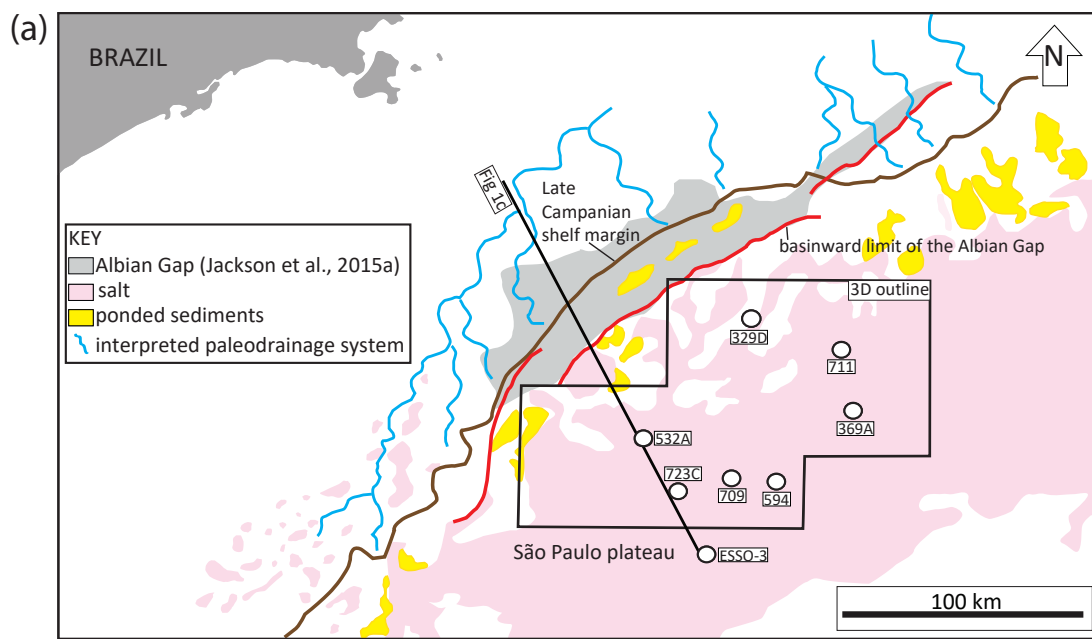 (a)
BRAZIL
N
Fig 1c
Late
Campanian
shelf margin
basinward limit of the Albian Gap
KEY
Albian Gap (Jackson et al., 2015a)
salt
ponded sediments
interpreted paleodrainage system
3D outline
329D
711
369A
532A
723C
709
594
São Paulo plateau
ESSO-3
100 km